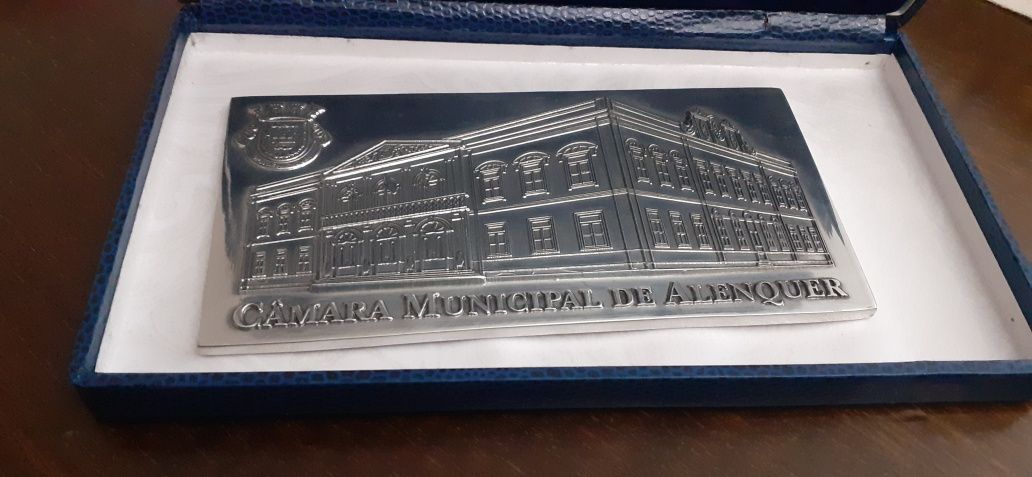 CÂMARA MUNICIPAL DE ALENQUER